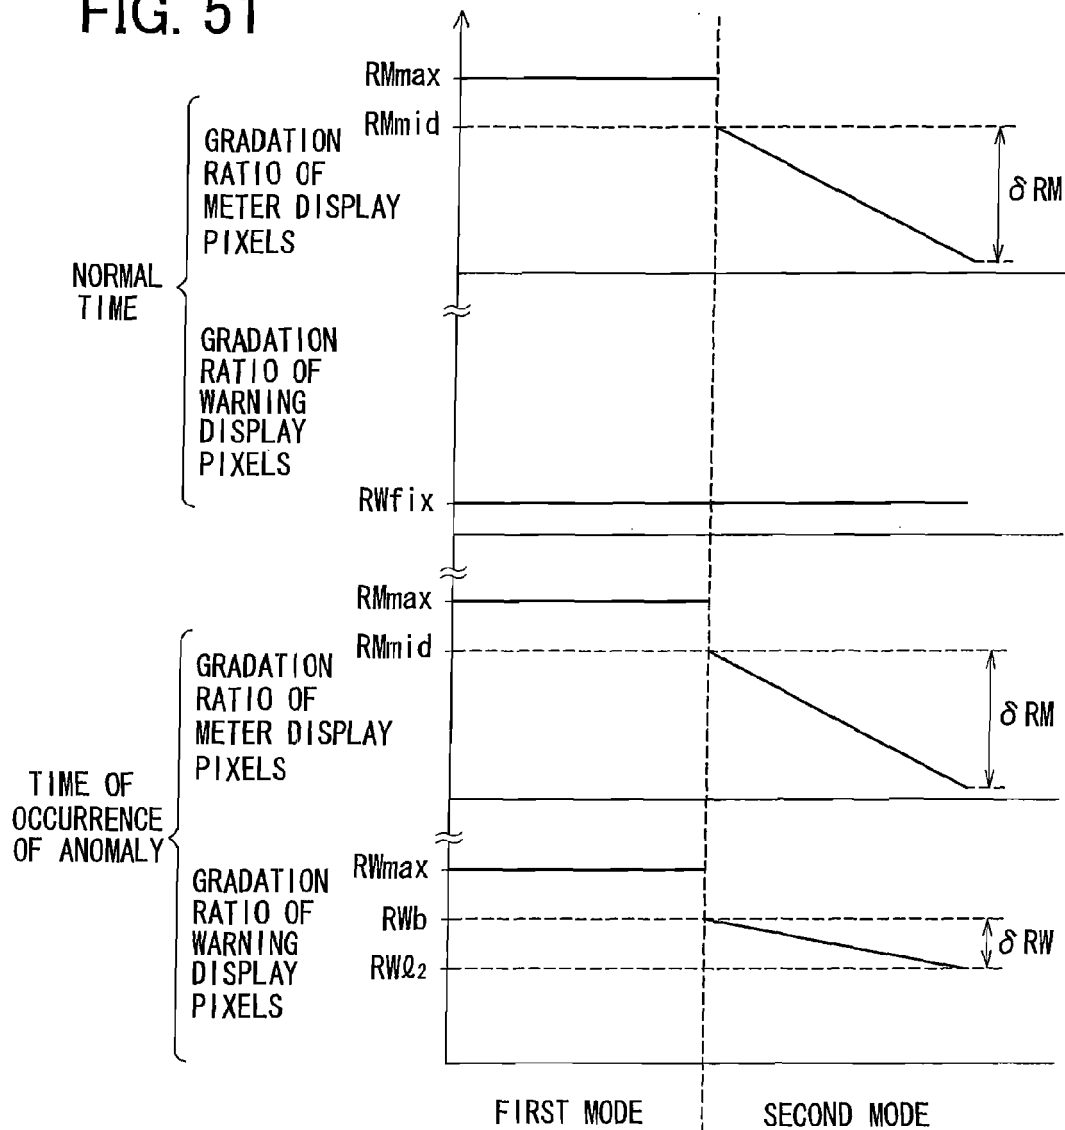 FIG. 51
RMmax
RMmid
GRADATION
RATIO OF
METER DISPLAY
PIXELS
δRM
NORMAL
TIME
GRADATION
RATIO OF
WARNING
DISPLAY
PIXELS
RWfix
RMmax
RMmid
GRADATION
RATIO OF
METER DISPLAY
PIXELS
δRM
TIME OF
OCCURRENCE
OF ANOMALY
RWmax
GRADATION
RATIO OF
WARNING
DISPLAY
PIXELS
RWb
δRW
RWℓ2
FIRST MODE
SECOND MODE